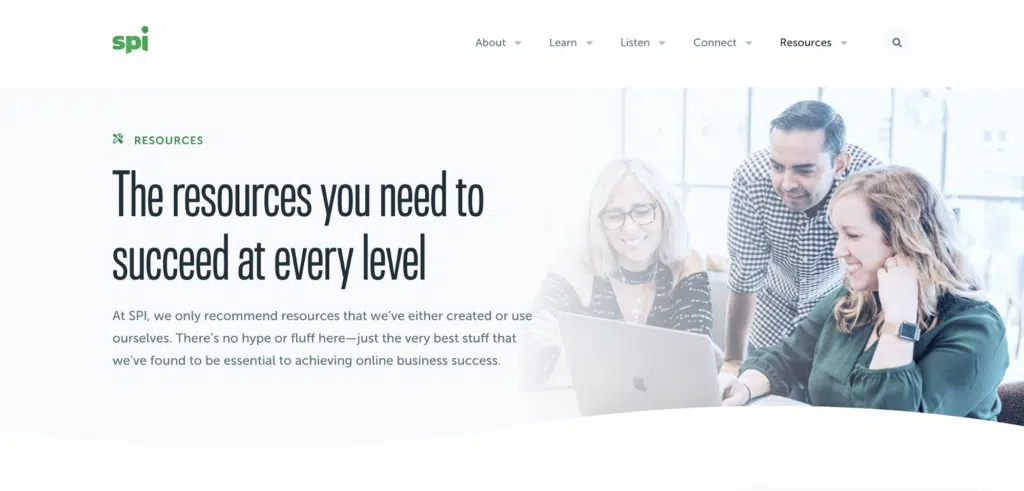 spi
About
Learn
Listen
Connect
Resources
RESOURCES
The resources you need to
succeed at every level
At SPI, we only recommend resources that we've either created or use
ourselves. There's no hype or fluff here—just the very best stuff that
we've found to be essential to achieving online business success.